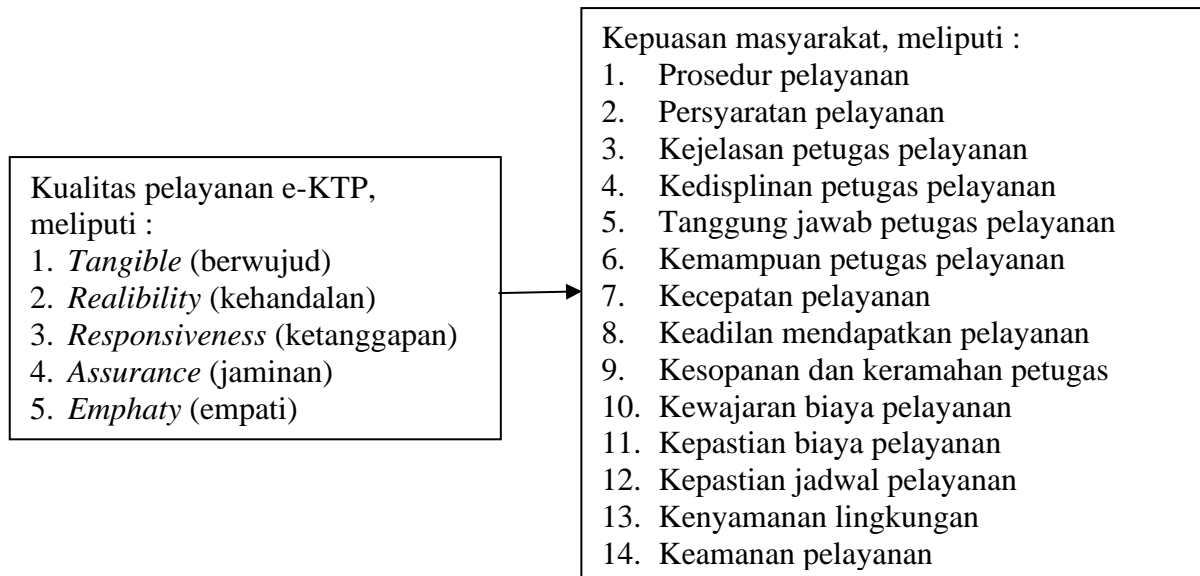 Kualitas pelayanan e-KTP,
meliputi :
1. Tangible (berwujud)
2. Realibility (kehandalan)
3. Responsiveness (ketanggapan)
4. Assurance (jaminan)
5. Emphaty (empati)
Kepuasan masyarakat, meliputi :
1. Prosedur pelayanan
2. Persyaratan pelayanan
3. Kejelasan petugas pelayanan
4. Kedisplinan petugas pelayanan
5. Tanggung jawab petugas pelayanan
6. Kemampuan petugas pelayanan
7. Kecepatan pelayanan
8. Keadilan mendapatkan pelayanan
9. Kesopanan dan keramahan petugas
10. Kewajaran biaya pelayanan
11. Kepastian biaya pelayanan
12. Kepastian jadwal pelayanan
13. Kenyamanan lingkungan
14. Keamanan pelayanan